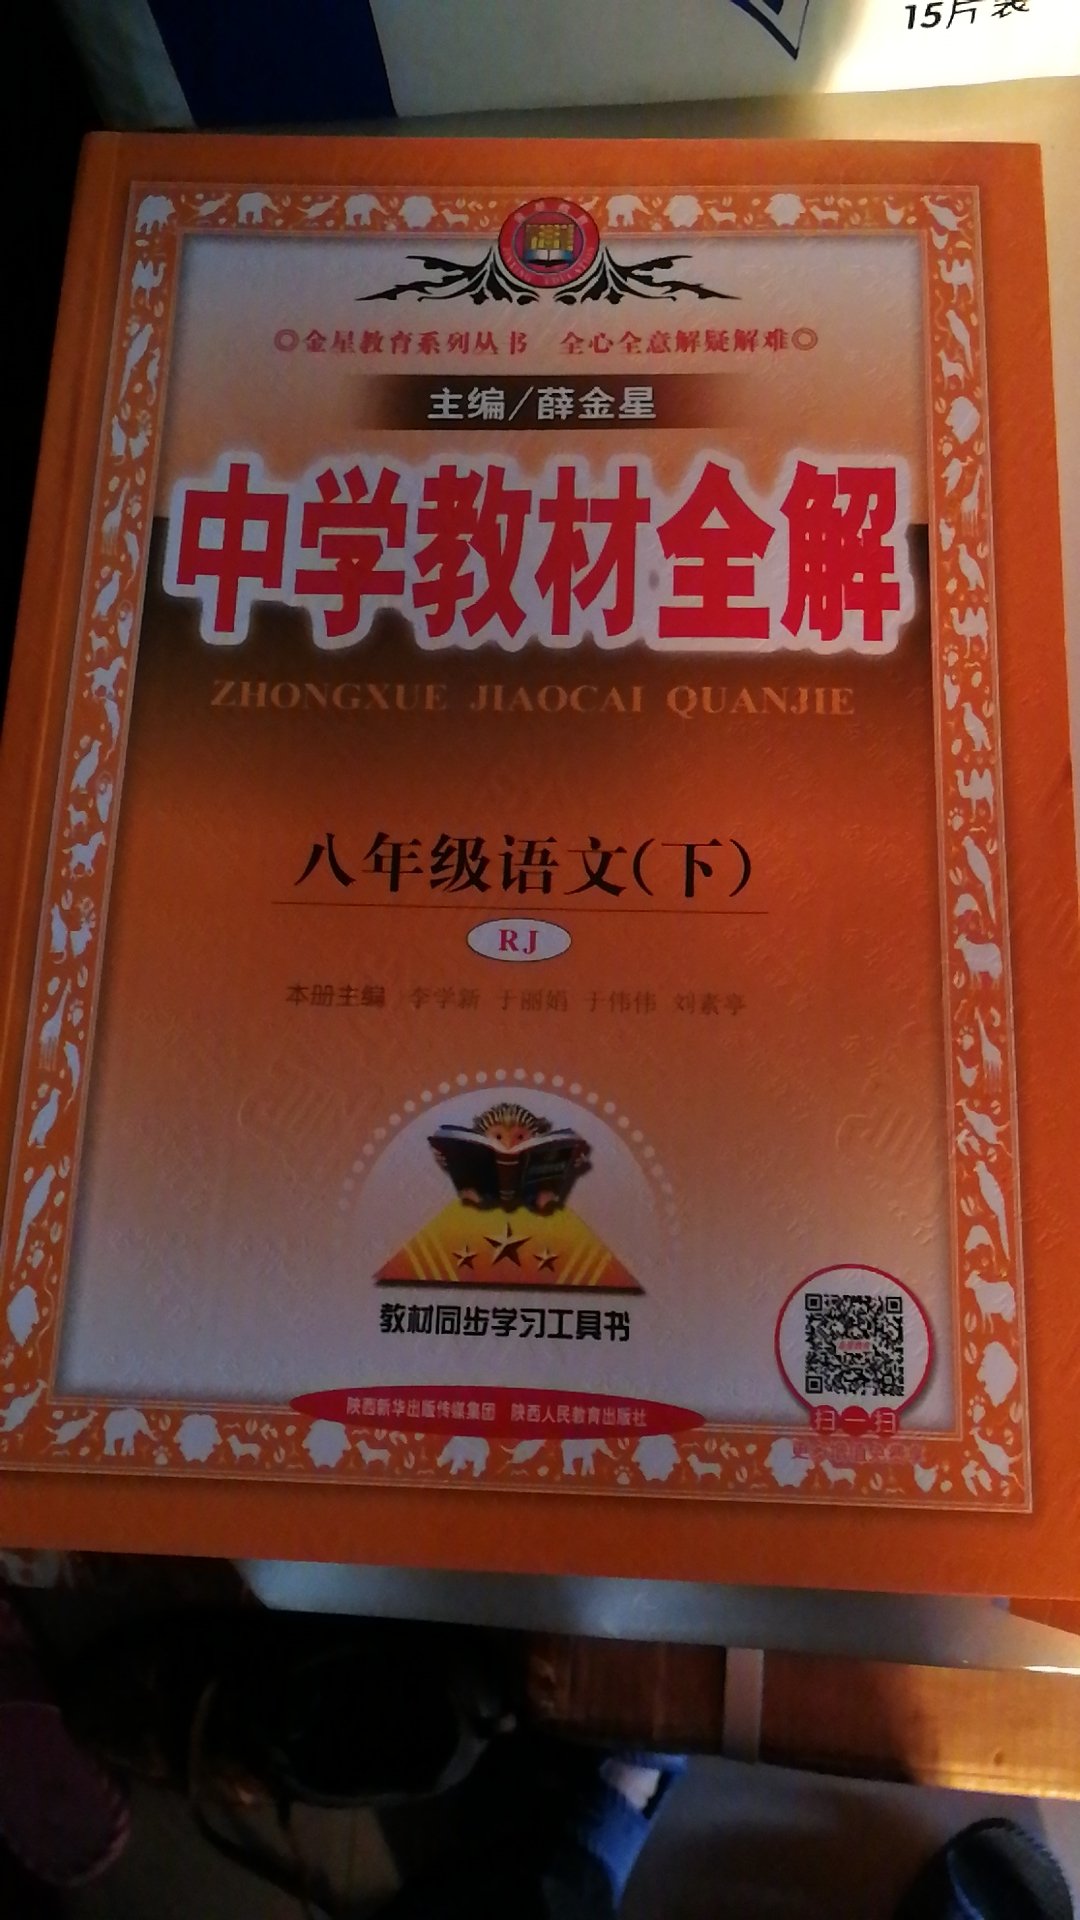 15片装
◎金星教育系列丛书 全心全意解疑解难◎
主编/薛金星
中学教材全解
ZHONGXUE JIAOCAI QUANJIE
八年级语文(下)
RJ
本册主编 李学新 于丽娟 于伟伟 刘素亭
教材同步学习工具书
陕西新华出版传媒集团 陕西人民教育出版社
扫一扫